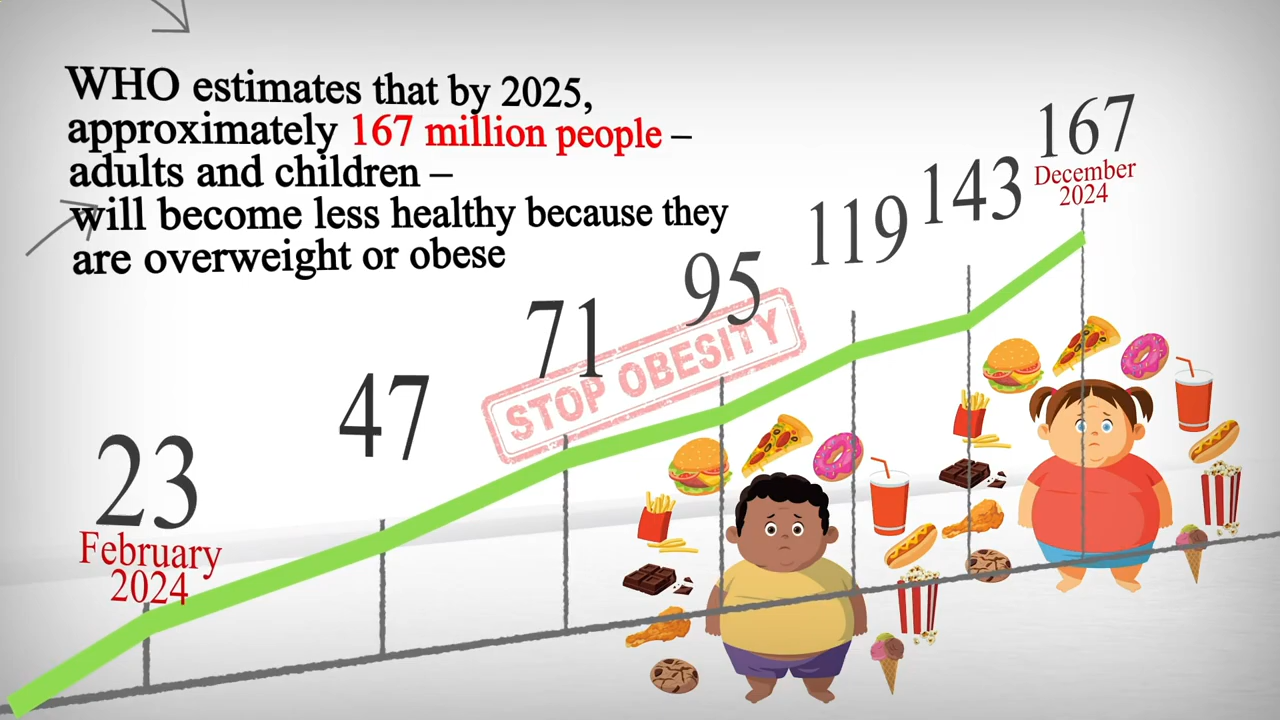 WHO estimates that by 2025,
approximately 167 million people –
adults and children –
will become less healthy because they
are overweight or obese
23
February
2024
47
71
95
119
143
167
December
2024
STOP OBESITY